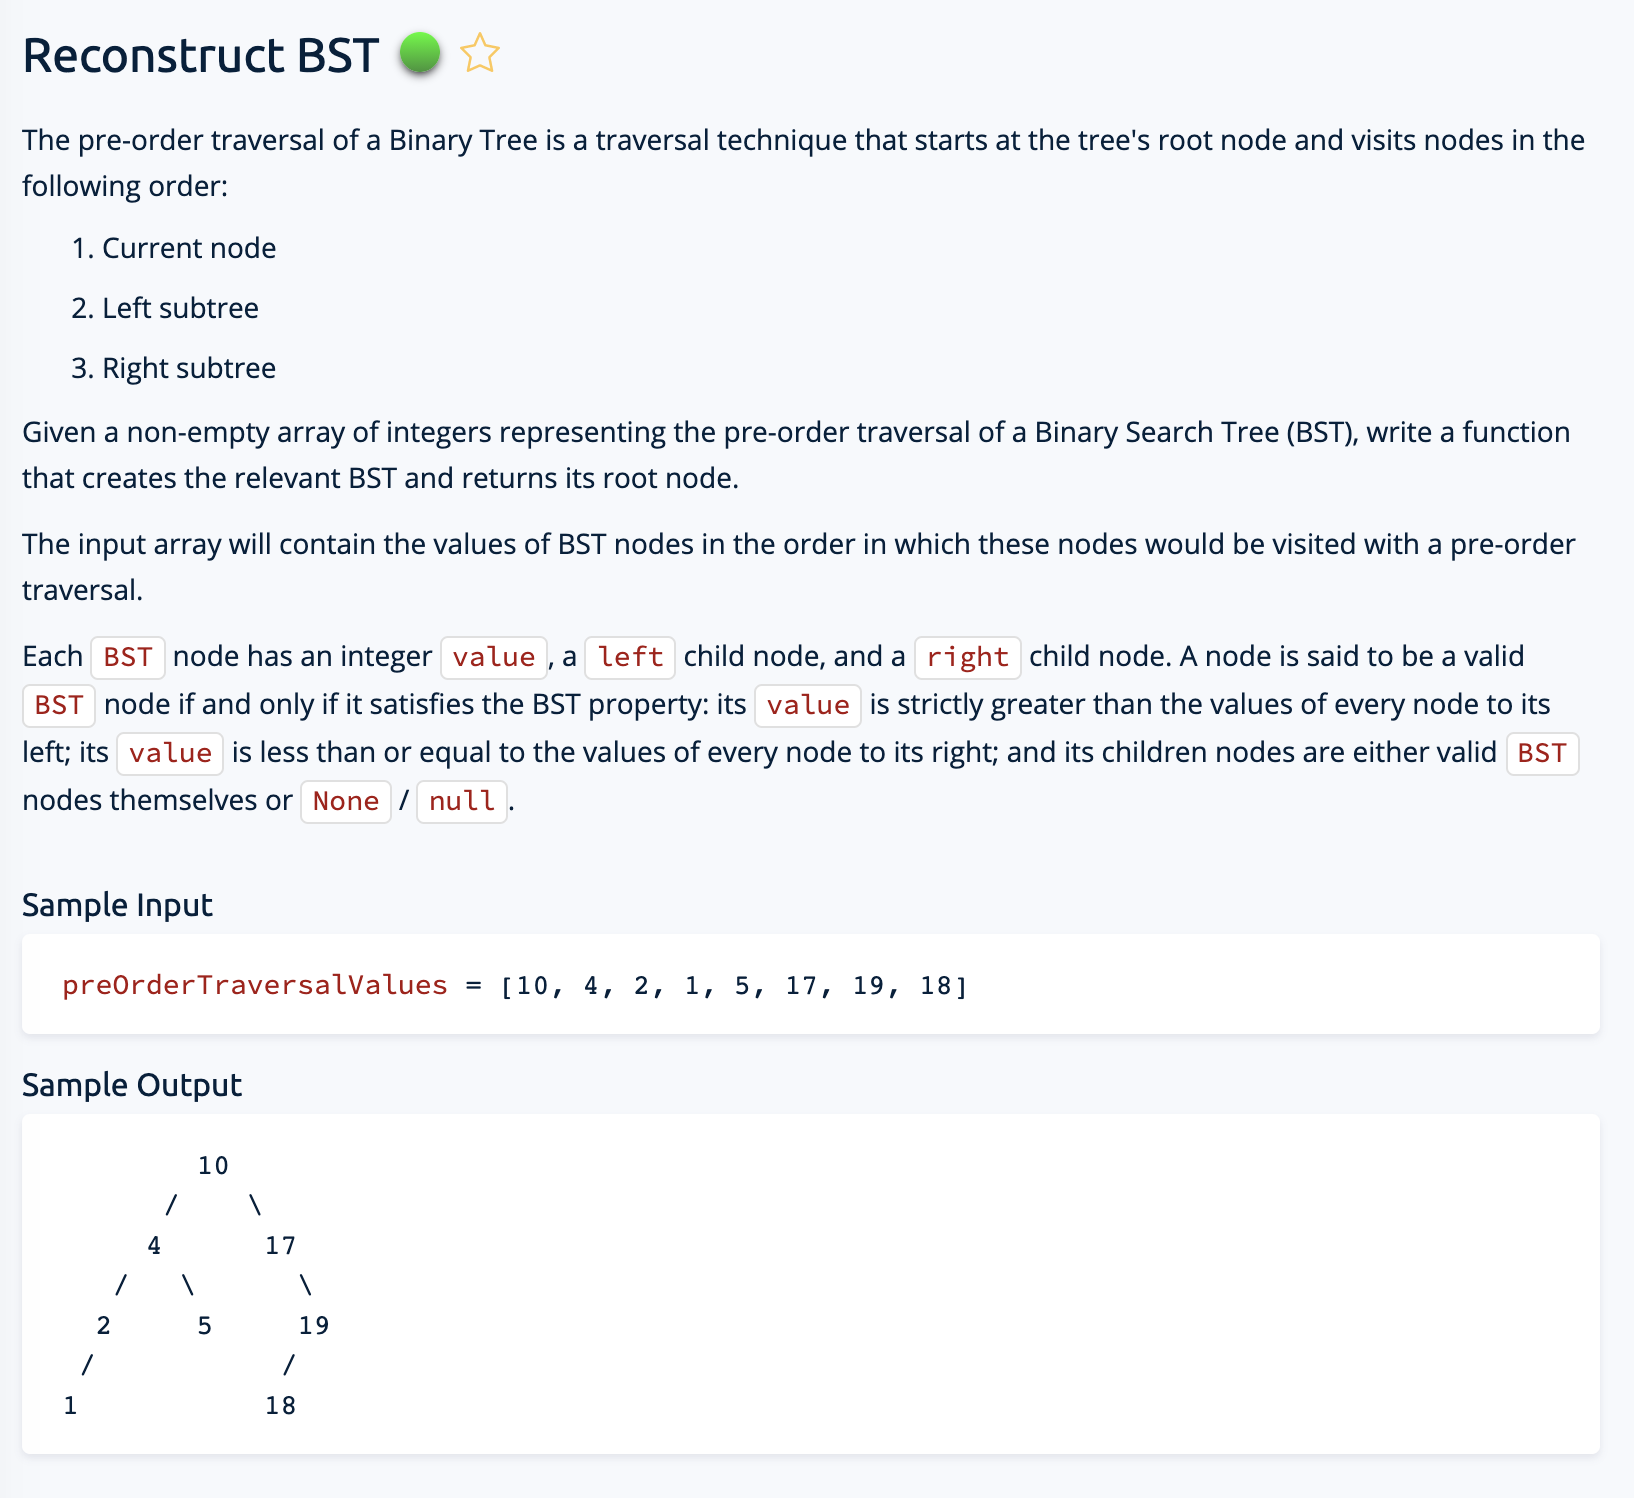 Reconstruct BST
The pre-order traversal of a Binary Tree is a traversal technique that starts at the tree's root node and visits nodes in the
following order:
1. Current node
2. Left subtree
3. Right subtree
Given a non-empty array of integers representing the pre-order traversal of a Binary Search Tree (BST), write a function
that creates the relevant BST and returns its root node.
The input array will contain the values of BST nodes in the order in which these nodes would be visited with a pre-order
traversal.
Each BST node has an integer value, a left child node, and a right child node. A node is said to be a valid
BST node if and only if it satisfies the BST property: its value is strictly greater than the values of every node to its
left; its value is less than or equal to the values of every node to its right; and its children nodes are either valid BST
nodes themselves or None / null.
Sample Input
preOrderTraversalValues = [10, 4, 2, 1, 5, 17, 19, 18]
Sample Output
10
/ \
4 17
/ \ \
2 5 19
/ /
1 18